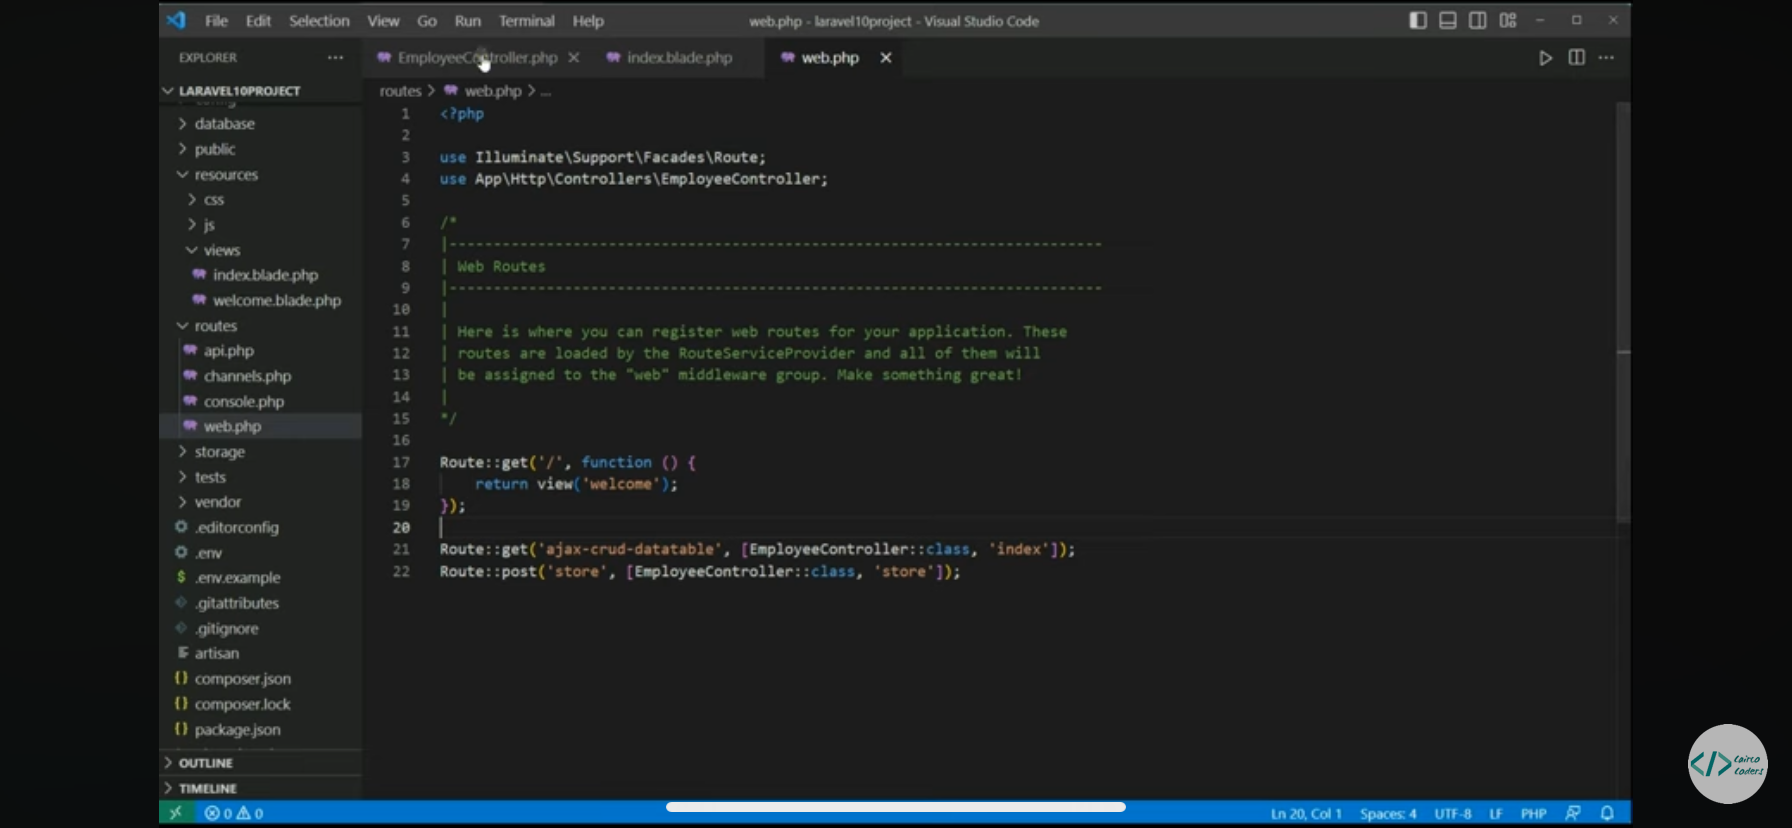 File Edit Selection View Go Run Terminal Help
web.php - laravel10project - Visual Studio Code
EXPLORER
LARAVEL10PROJECT
config
database
public
resources
css
js
views
index.blade.php
welcome.blade.php
routes
api.php
channels.php
console.php
web.php
storage
tests
vendor
.editorconfig
.env
.env.example
.gitattributes
.gitignore
artisan
composer.json
composer.lock
package.json
OUTLINE
TIMELINE
EmployeeController.php index.blade.php web.php
routes > web.php > ...
1 <?php
2
3 use Illuminate\Support\Facades\Route;
4 use App\Http\Controllers\EmployeeController;
5
6 /*
7 |--------------------------------------------------------------------------
8 | Web Routes
9 |--------------------------------------------------------------------------
10 |
11 | Here is where you can register web routes for your application. These
12 | routes are loaded by the RouteServiceProvider and all of them will
13 | be assigned to the "web" middleware group. Make something great!
14 |
15 */
16
17 Route::get('/', function () {
18 return view('welcome');
19 });
20
21 Route::get('ajax-crud-datatable', [EmployeeController::class, 'index']);
22 Route::post('store', [EmployeeController::class, 'store']);
</> Cairco
Coders
0 0
Ln 20, Col 1 Spaces: 4 UTF-8 LF PHP